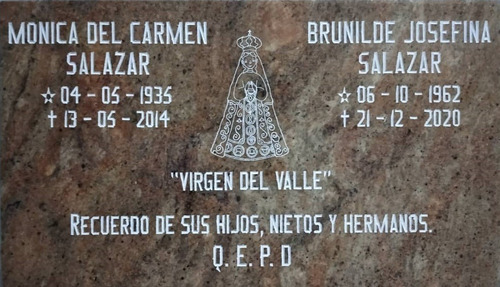 MONICA DEL CARMEN
SALAZAR
☆ 04 - 05 - 1935
† 13 - 05 - 2014
BRUNILDE JOSEFINA
SALAZAR
☆ 06 - 10 - 1962
† 21 - 12 - 2020
"VIRGEN DEL VALLE"
RECUERDO DE SUS HIJOS, NIETOS Y HERMANOS.
Q. E. P. D